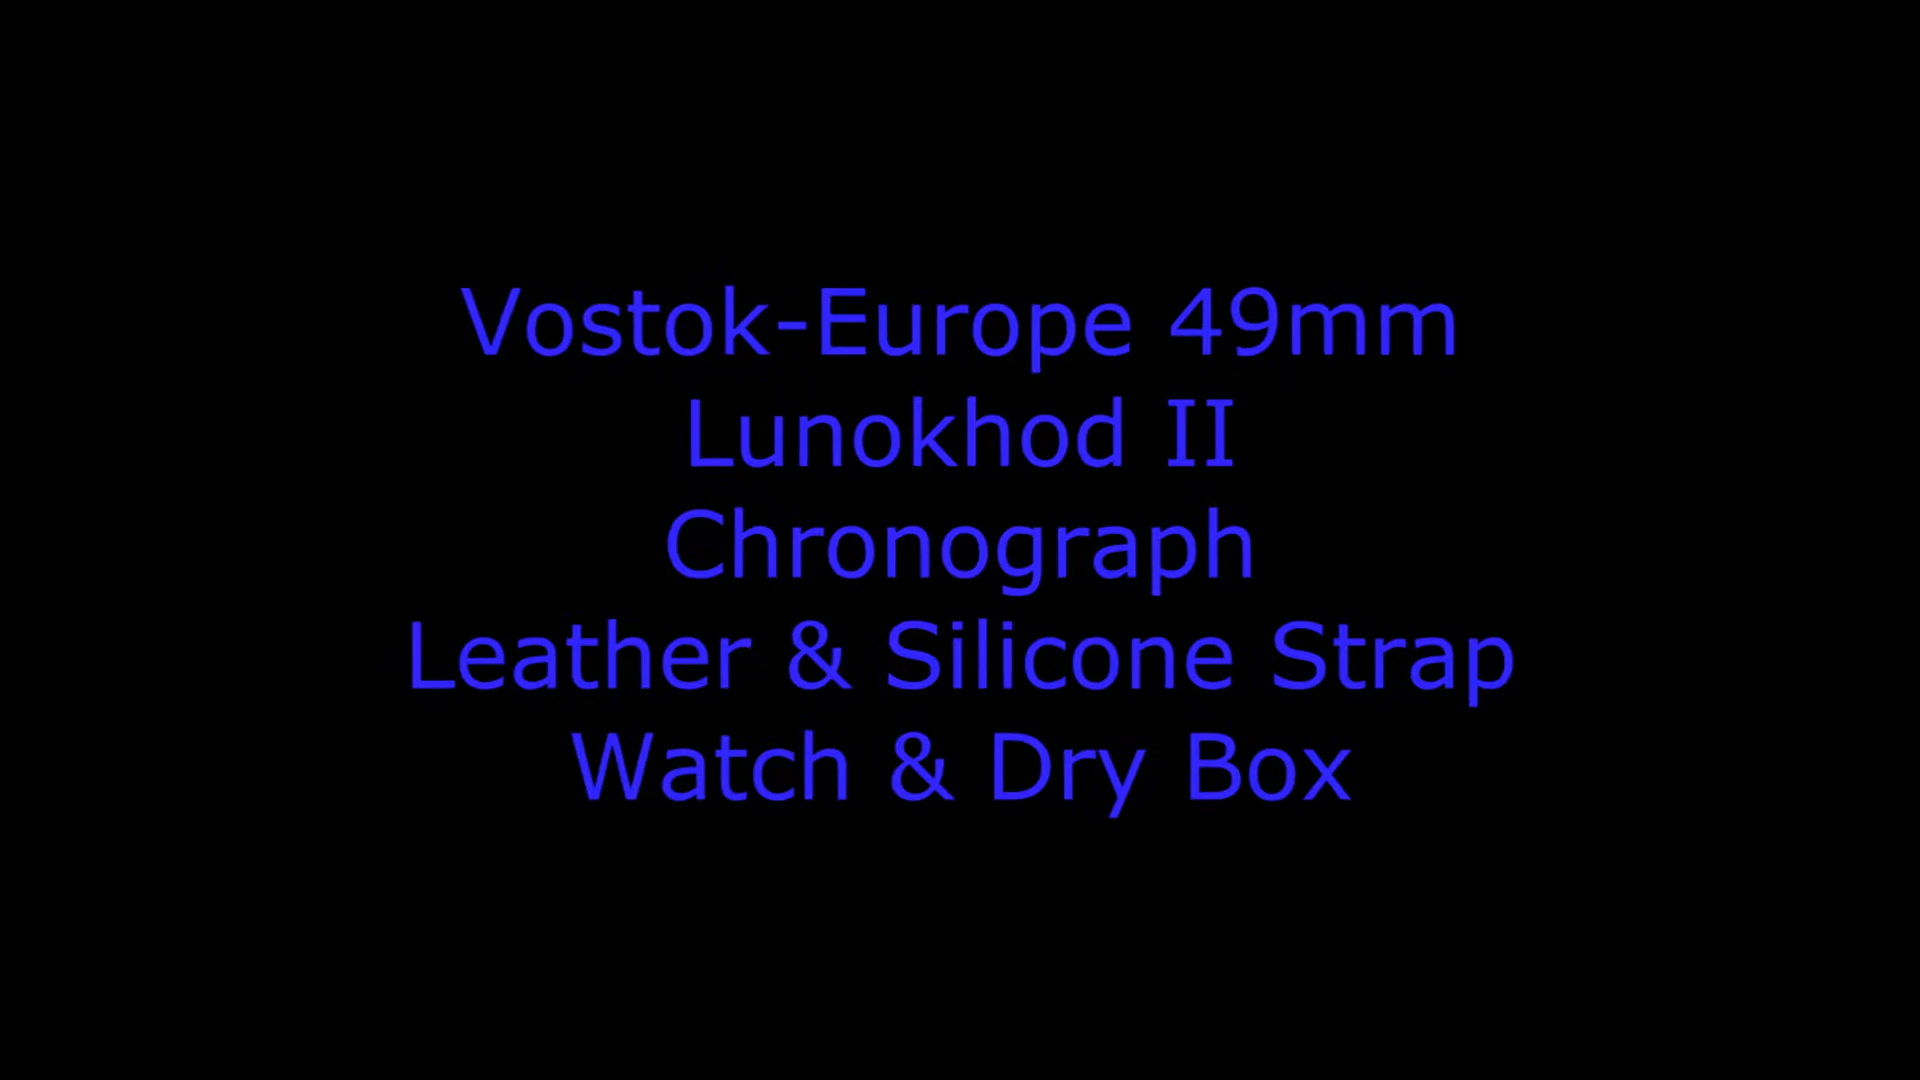 Vostok-Europe 49mm
Lunokhod II
Chronograph
Leather & Silicone Strap
Watch & Dry Box